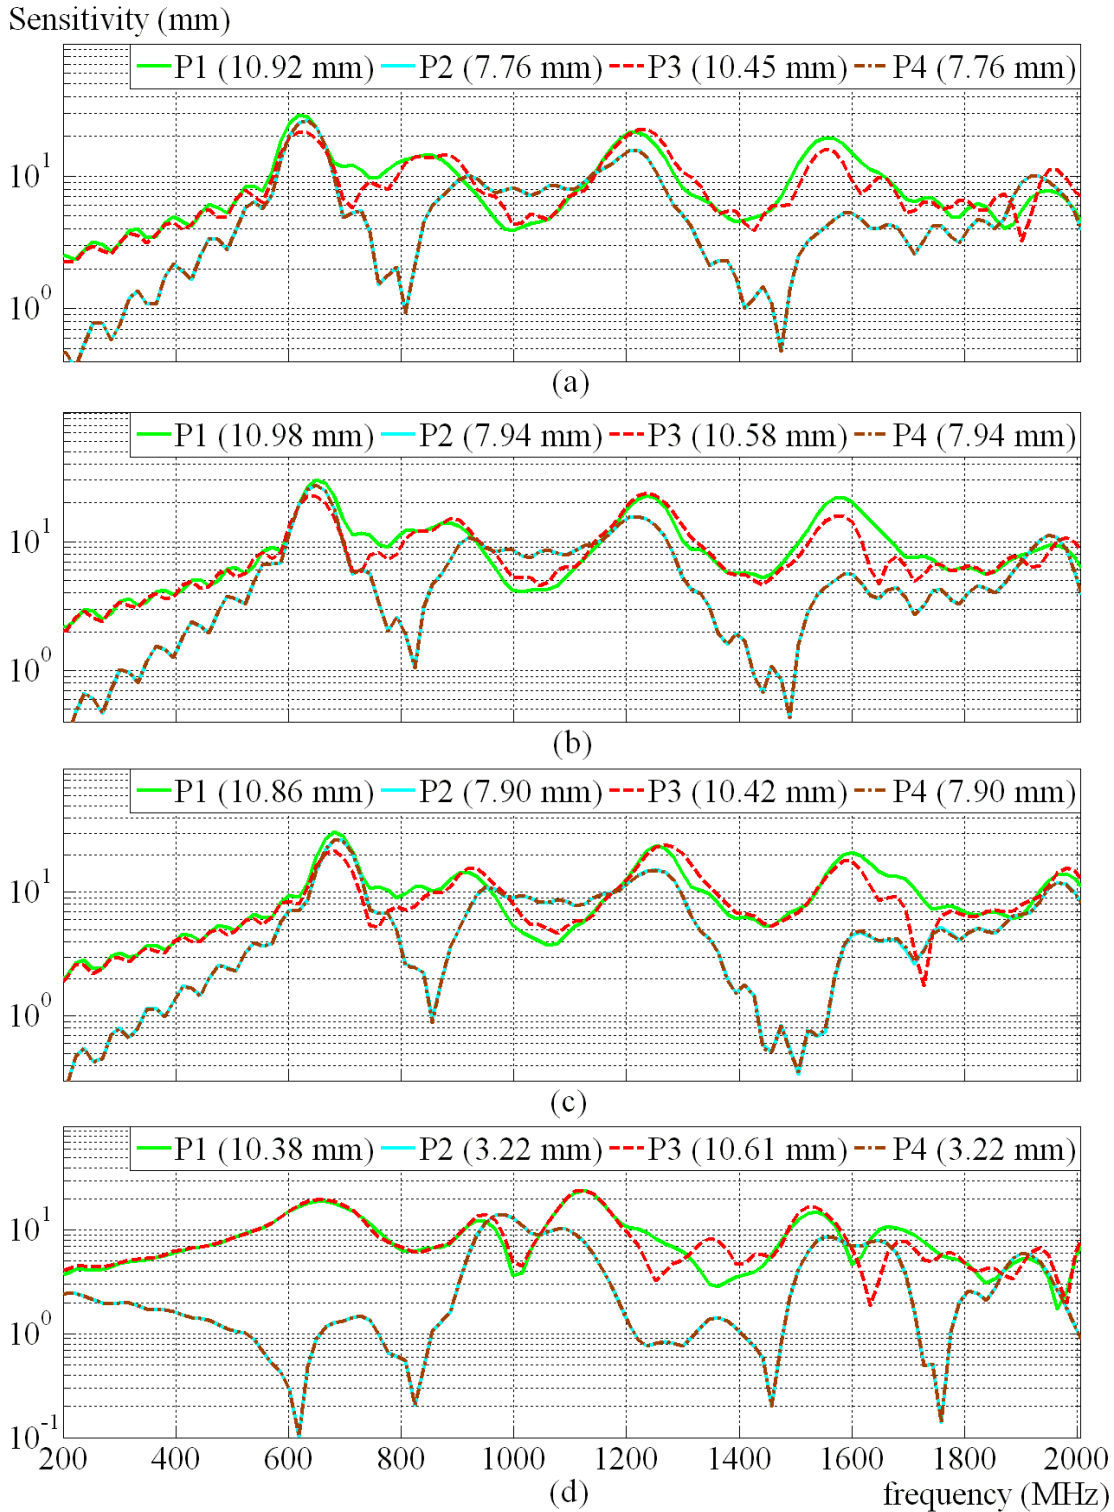 Sensitivity (mm)
P1 (10.92 mm) P2 (7.76 mm) P3 (10.45 mm) P4 (7.76 mm)
10^1
10^0
(a)
P1 (10.98 mm) P2 (7.94 mm) P3 (10.58 mm) P4 (7.94 mm)
10^1
10^0
(b)
P1 (10.86 mm) P2 (7.90 mm) P3 (10.42 mm) P4 (7.90 mm)
10^1
10^0
(c)
P1 (10.38 mm) P2 (3.22 mm) P3 (10.61 mm) P4 (3.22 mm)
10^1
10^0
10^-1
200 400 600 800 1000 1200 1400 1600 1800 2000
(d) frequency (MHz)